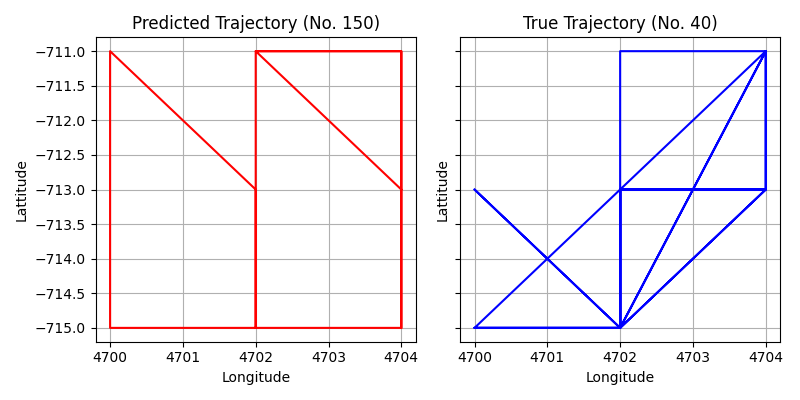 Predicted Trajectory (No. 150)
Lattitude
−711.0
−711.5
−712.0
−712.5
−713.0
−713.5
−714.0
−714.5
−715.0
4700 4701 4702 4703 4704
Longitude
True Trajectory (No. 40)
Lattitude
4700 4701 4702 4703 4704
Longitude